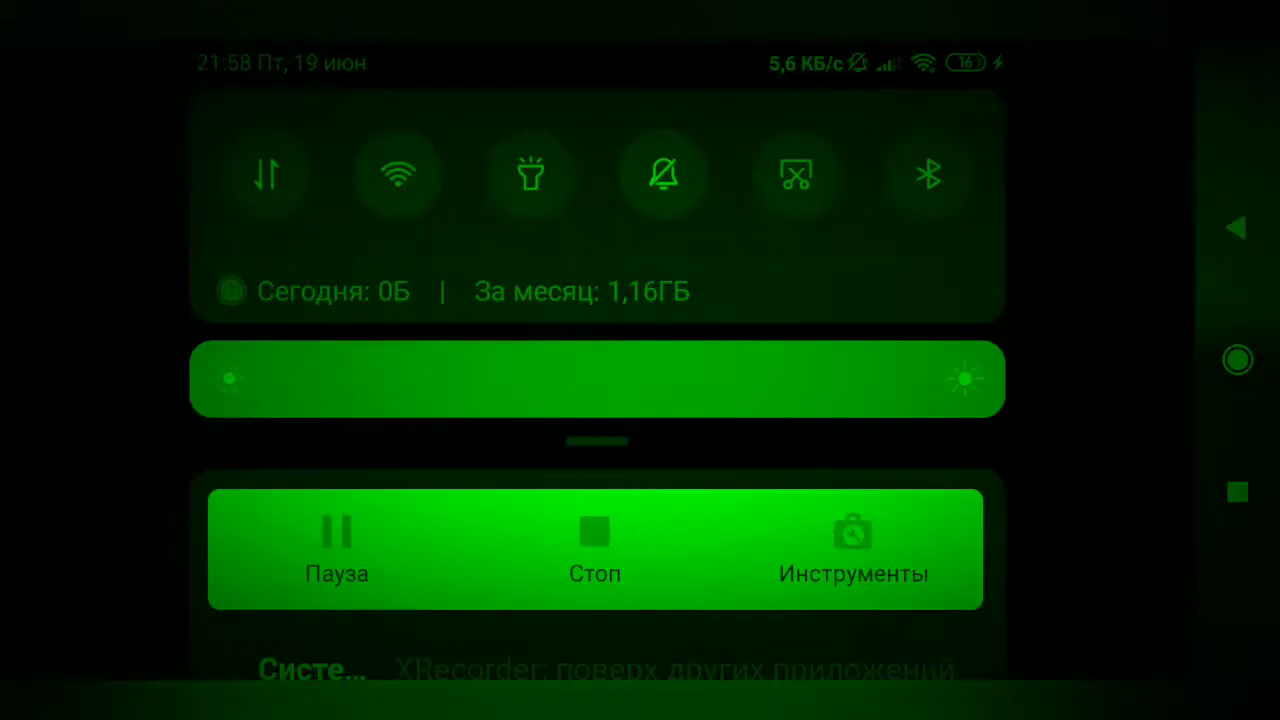 21:58 Пт, 19 июн 5,6 КБ/с 16
Сегодня: 0Б | За месяц: 1,16ГБ
Пауза Стоп Инструменты
Систе... XRecorder: поверх других приложений